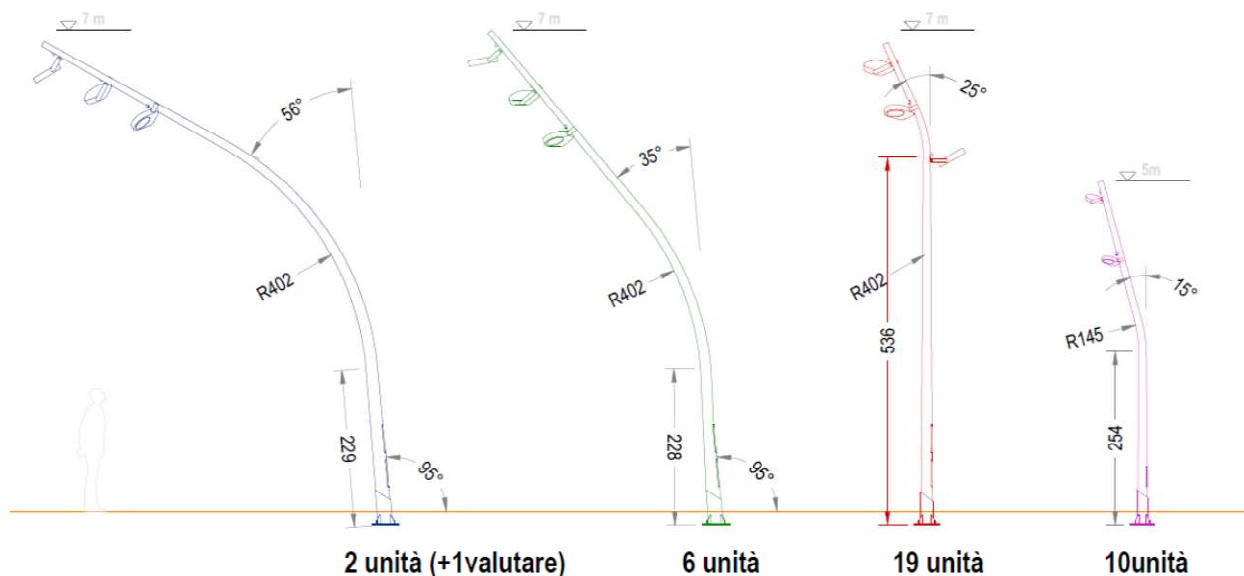 7 m
7 m
7 m
5m
56°
35°
25°
15°
R402
R402
R402
R145
229
228
536
254
95°
95°
2 unità (+1valutare)
6 unità
19 unità
10unità